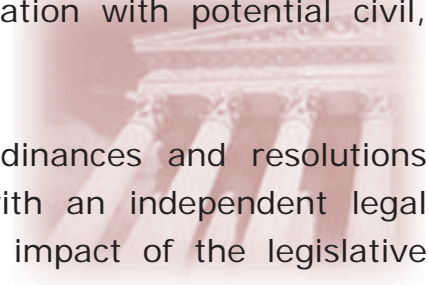 ation with potential civil,
dinances and resolutions
ith an independent legal
impact of the legislative